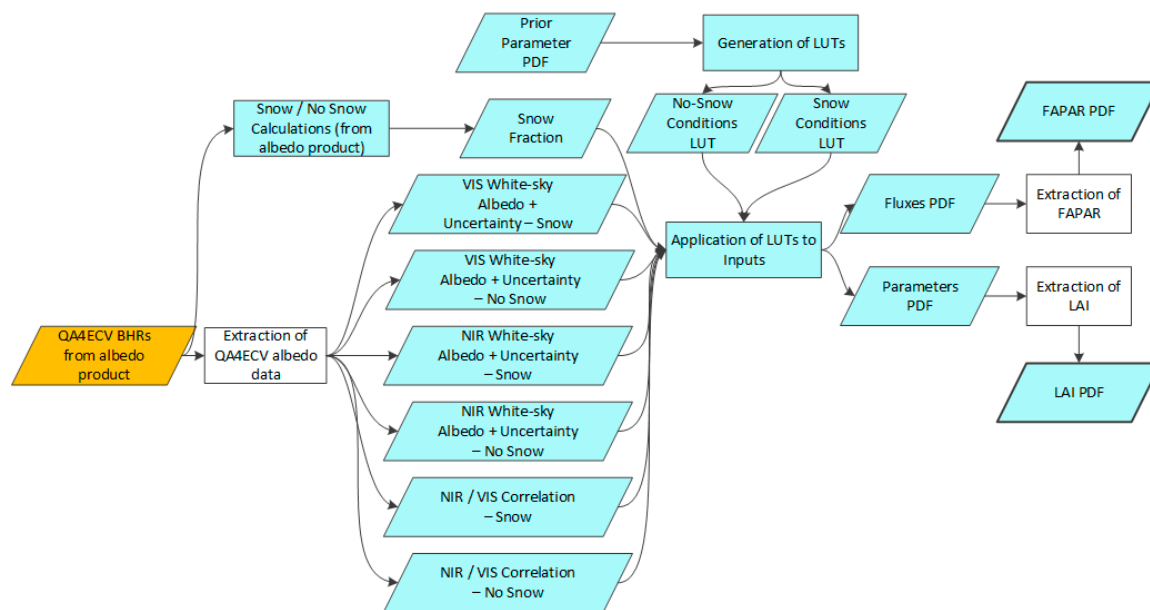 Prior
Parameter
PDF
Generation of LUTs
No-Snow
Conditions
LUT
Snow
Conditions
LUT
FAPAR PDF
Snow / No Snow
Calculations (from
albedo product)
Snow
Fraction
VIS White-sky
Albedo +
Uncertainty – Snow
Fluxes PDF
Extraction of
FAPAR
Application of LUTs to
Inputs
VIS White-sky
Albedo + Uncertainty
– No Snow
Parameters
PDF
Extraction of
LAI
QA4ECV BHRs
from albedo
product
Extraction of
QA4ECV albedo
data
NIR White-sky
Albedo + Uncertainty
– Snow
LAI PDF
NIR White-sky
Albedo + Uncertainty
– No Snow
NIR / VIS Correlation
– Snow
NIR / VIS Correlation
– No Snow